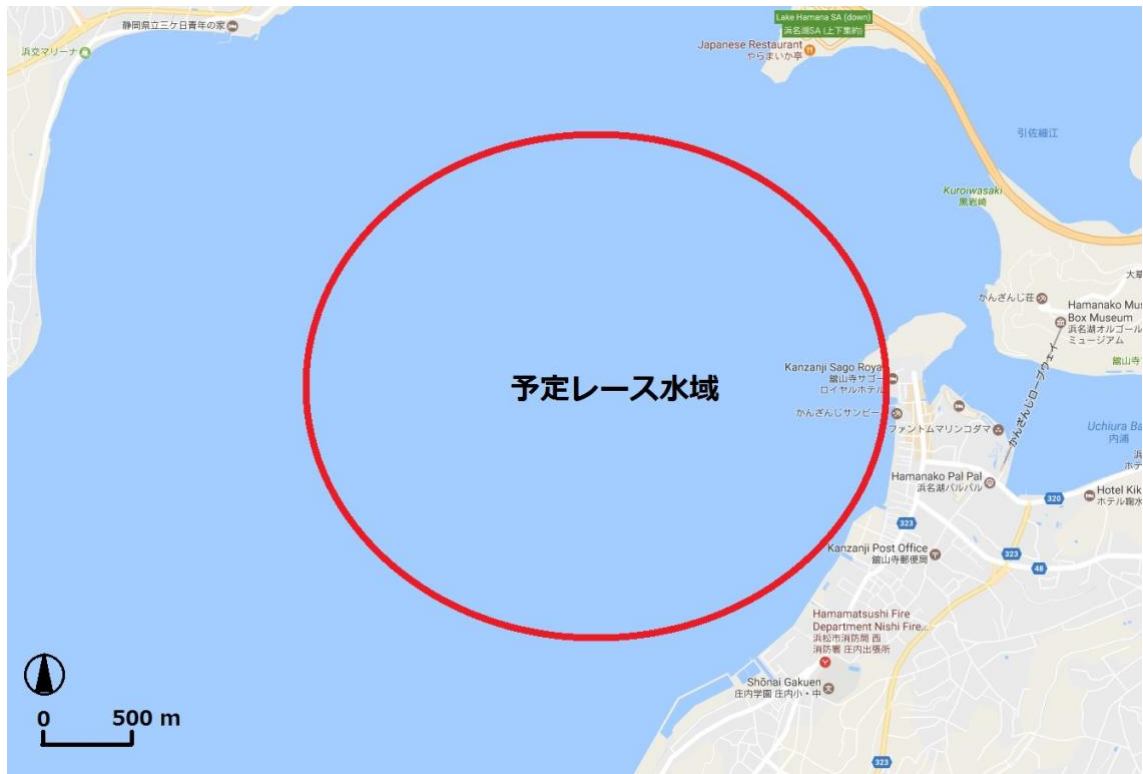 静岡県立三ケ日青年の家
浜交マリーナ
Lake Hamana SA (down)
浜名湖SA (上下集約)
Japanese Restaurant
やらまいか亭
引佐細江
Kuroiwasaki
黒岩崎
大草
かんざんじ荘
Hamanako Mus
Box Museum
浜名湖オルゴール
ミュージアム
舘山寺
かんざんじロープウェイ
Kanzanji Sago Roya
舘山寺サゴー
ロイヤルホテル
予定レース水域
かんざんじサンビー
ファントムマリンコダマ
Uchiura Ba
内浦
浜
ホテ
Hamanako Pal Pal
浜名湖パルパル
Hotel Kik
ホテル鞠水
320
323
Kanzanji Post Office
舘山寺郵便局
323
48
Hamamatsushi Fire
Department Nishi Fire...
浜松市消防局 西
消防署 庄内出張所
Shōnai Gakuen
庄内学園 庄内小・中
0 500 m
323